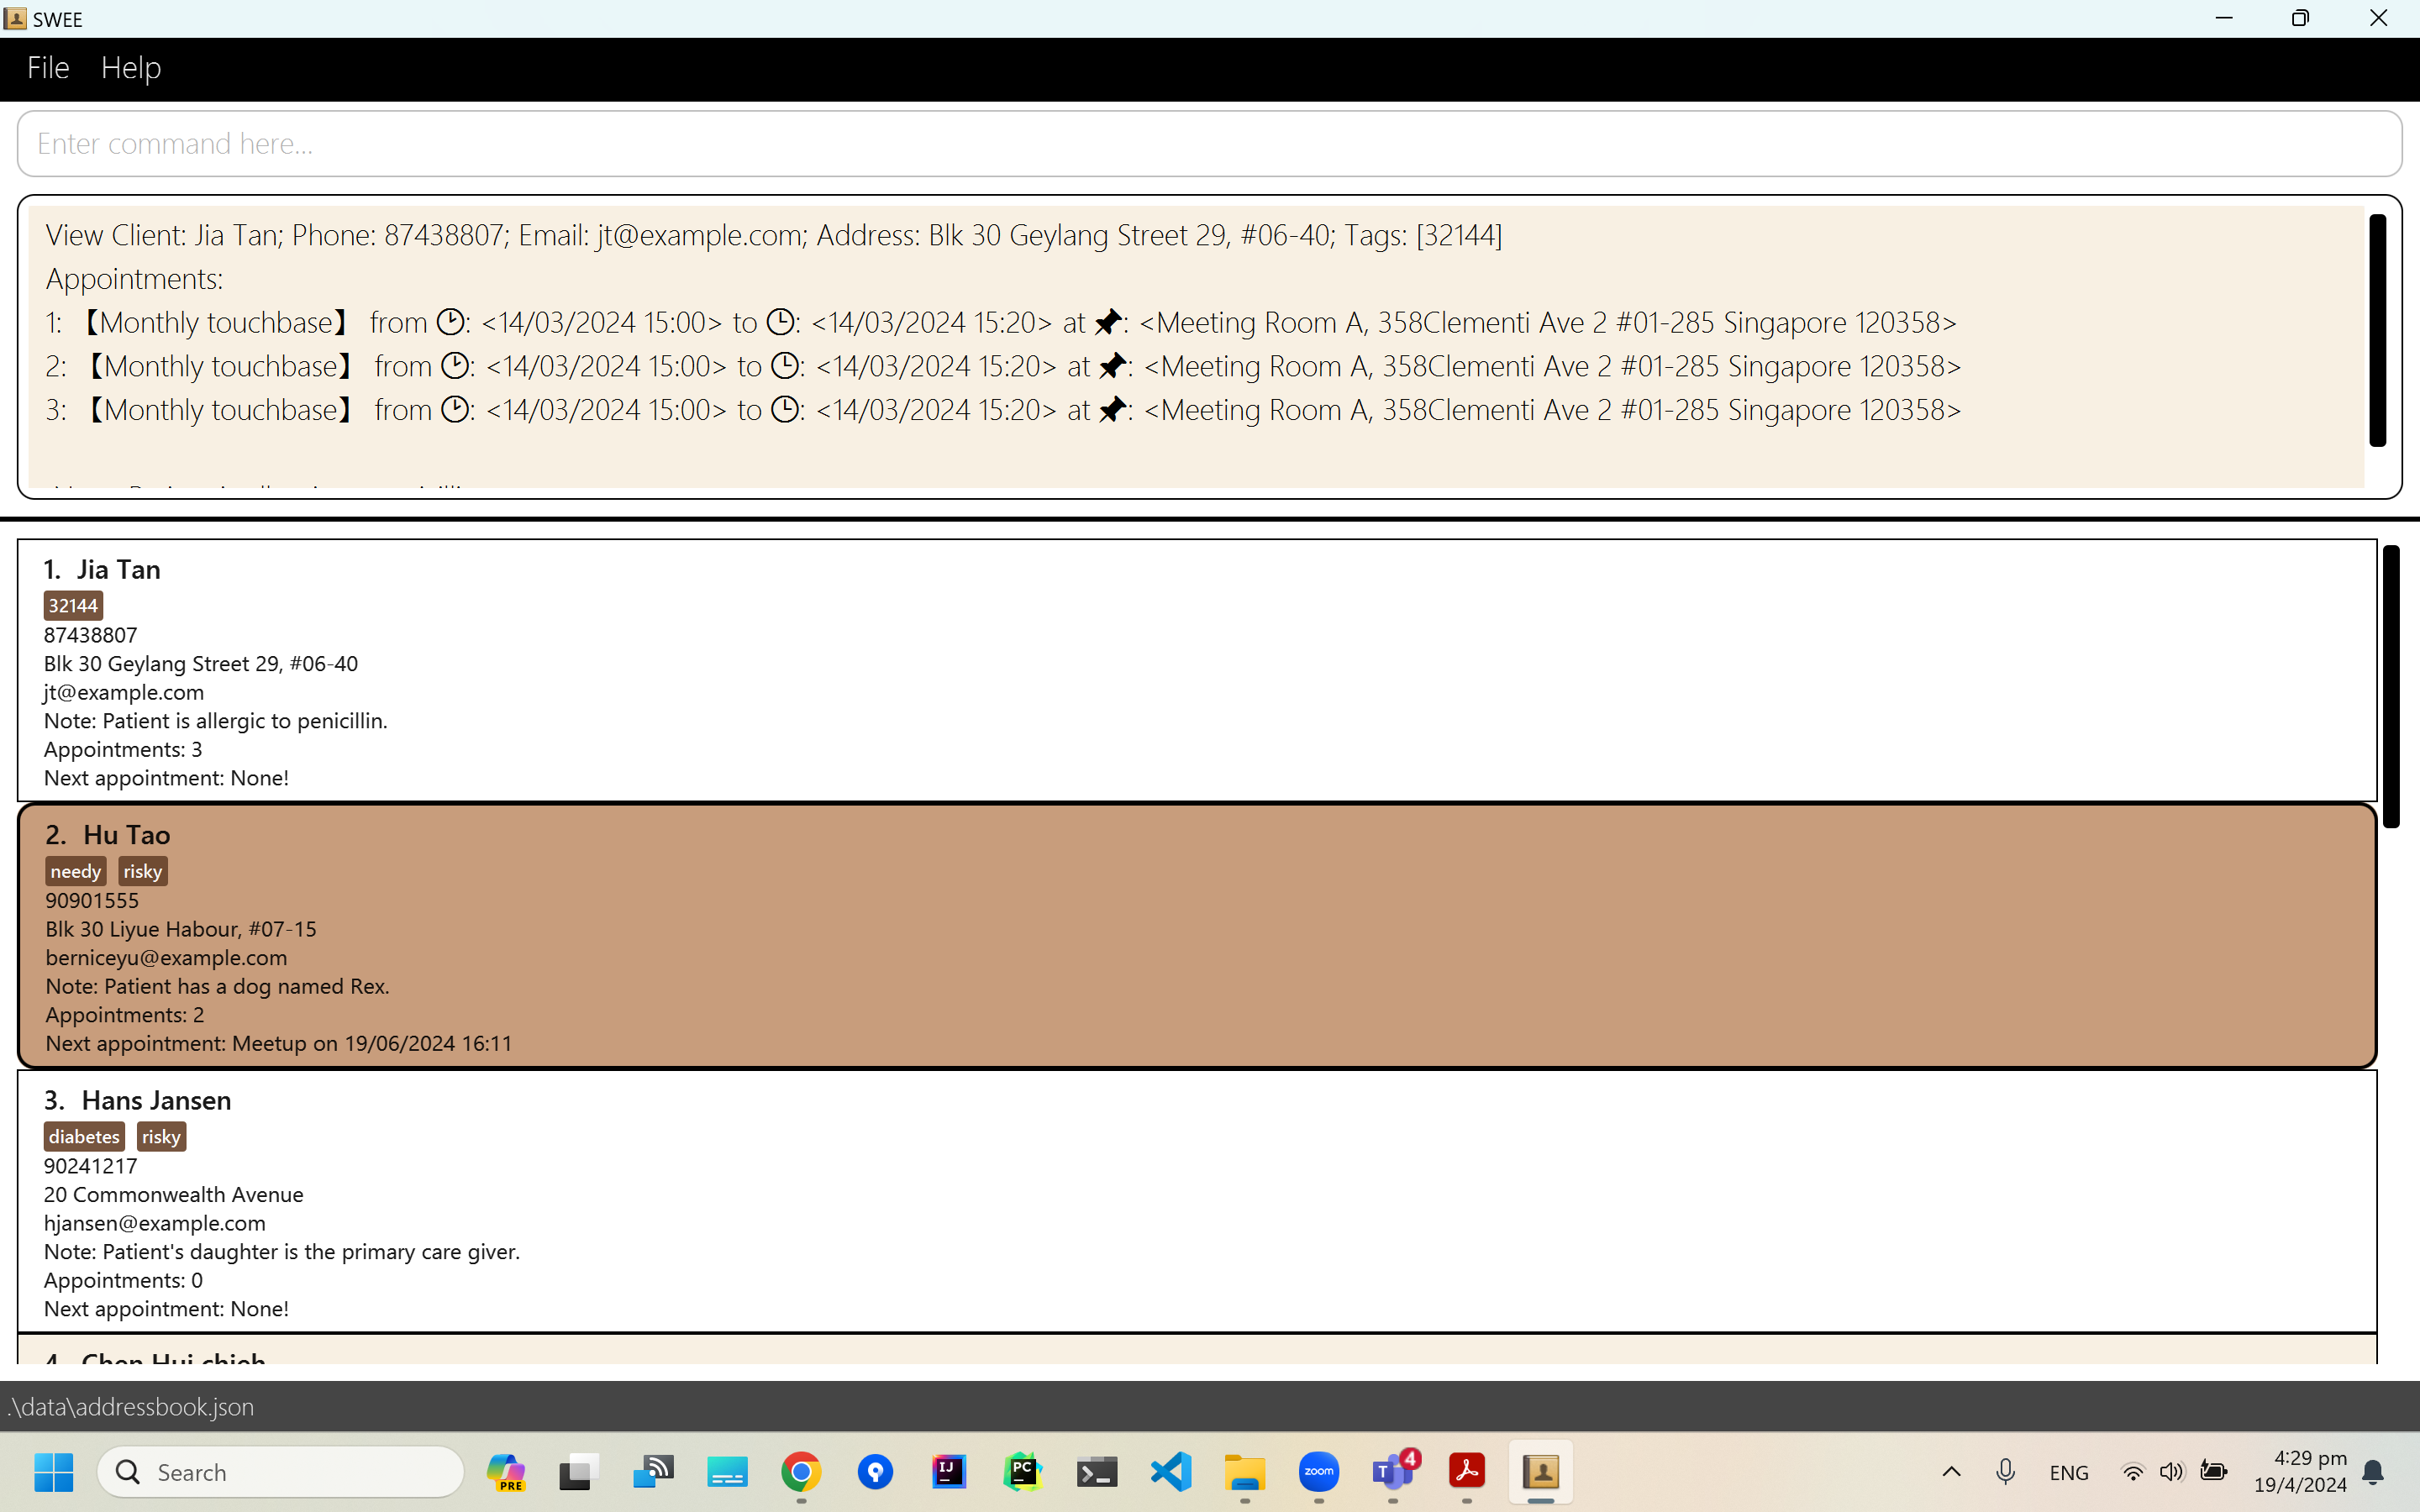 SWEE
File Help
Enter command here...
View Client: Jia Tan; Phone: 87438807; Email: jt@example.com; Address: Blk 30 Geylang Street 29, #06-40; Tags: [32144]
Appointments:
1: 【Monthly touchbase】 from 🕒: <14/03/2024 15:00> to 🕒: <14/03/2024 15:20> at 📌: <Meeting Room A, 358Clementi Ave 2 #01-285 Singapore 120358>
2: 【Monthly touchbase】 from 🕒: <14/03/2024 15:00> to 🕒: <14/03/2024 15:20> at 📌: <Meeting Room A, 358Clementi Ave 2 #01-285 Singapore 120358>
3: 【Monthly touchbase】 from 🕒: <14/03/2024 15:00> to 🕒: <14/03/2024 15:20> at 📌: <Meeting Room A, 358Clementi Ave 2 #01-285 Singapore 120358>
1. Jia Tan
32144
87438807
Blk 30 Geylang Street 29, #06-40
jt@example.com
Note: Patient is allergic to penicillin.
Appointments: 3
Next appointment: None!
2. Hu Tao
needy risky
90901555
Blk 30 Liyue Habour, #07-15
berniceyu@example.com
Note: Patient has a dog named Rex.
Appointments: 2
Next appointment: Meetup on 19/06/2024 16:11
3. Hans Jansen
diabetes risky
90241217
20 Commonwealth Avenue
hjansen@example.com
Note: Patient's daughter is the primary care giver.
Appointments: 0
Next appointment: None!
4. Chen Hui chieh
.\data\addressbook.json
Search
PRE
IJ
PC
zoom
T 4
ENG
4:29 pm
19/4/2024